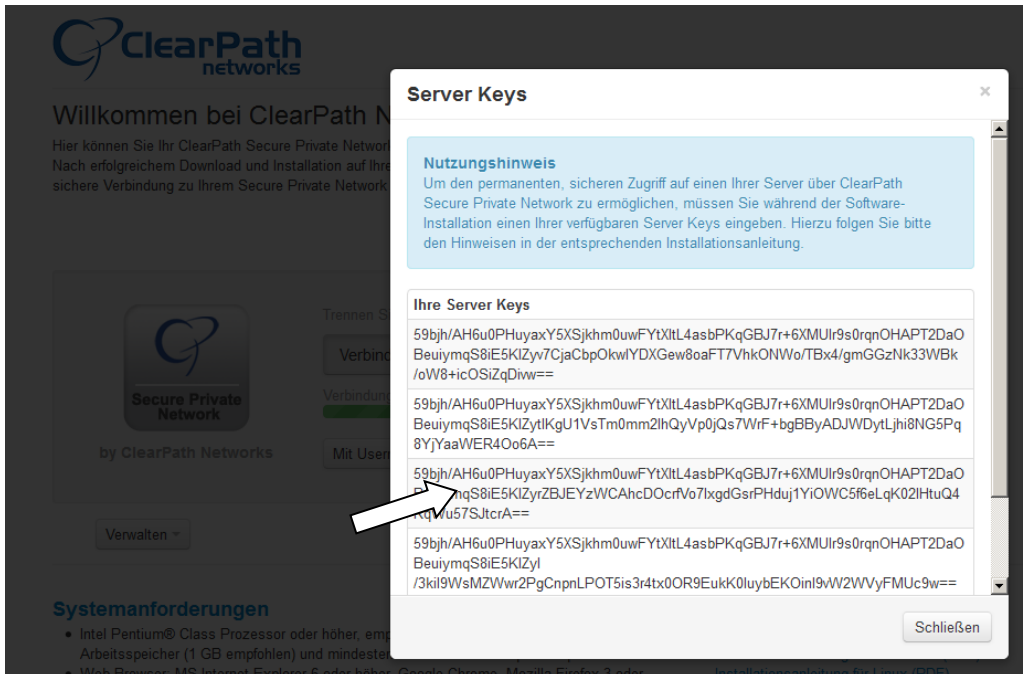 ClearPath
networks
Willkommen bei ClearPath N
Hier können Sie Ihr ClearPath Secure Private Networ
Nach erfolgreichem Download und Installation auf Ihre
sichere Verbindung zu Ihrem Secure Private Network
Trennen S
Verbin
Verbindung
Mit User
Secure Private
Network
by ClearPath Networks
Verwalten
Systemanforderungen
• Intel Pentium® Class Prozessor oder höher, emp
Arbeitsspeicher (1 GB empfohlen) und mindeste
Server Keys
×
Nutzungshinweis
Um den permanenten, sicheren Zugriff auf einen Ihrer Server über ClearPath
Secure Private Network zu ermöglichen, müssen Sie während der Software-
Installation einen Ihrer verfügbaren Server Keys eingeben. Hierzu folgen Sie bitte
den Hinweisen in der entsprechenden Installationsanleitung.
Ihre Server Keys
59bjh/AH6u0PHuyaxY5XSjkhm0uwFYtXltL4asbPKqGBJ7r+6XMUlr9s0rqnOHAPT2DaO
BeuiymqS8iE5KlZyv7CjaCbpOkwlYDXGew8oaFT7VhkONWo/TBx4/gmGGzNk33WBk
/oW8+icOSiZqDivw==
59bjh/AH6u0PHuyaxY5XSjkhm0uwFYtXltL4asbPKqGBJ7r+6XMUlr9s0rqnOHAPT2DaO
BeuiymqS8iE5KlZytlKgU1VsTm0mm2lhQyVp0jQs7WrF+bgBByADJWDytLjhi8NG5Pq
8YjYaaWER4Oo6A==
59bjh/AH6u0PHuyaxY5XSjkhm0uwFYtXltL4asbPKqGBJ7r+6XMUlr9s0rqnOHAPT2DaO
mqS8iE5KlZyrZBJEYzWCAhcDOcrfVo7lxgdGsrPHduj1YiOWC5f6eLqK02lHtuQ4
u57SJtcrA==
59bjh/AH6u0PHuyaxY5XSjkhm0uwFYtXltL4asbPKqGBJ7r+6XMUlr9s0rqnOHAPT2DaO
BeuiymqS8iE5KlZyl
/3kil9WsMZWwr2PgCnpnLPOT5is3r4tx0OR9EukK0luybEKOinl9vW2WVyFMUc9w==
Schließen